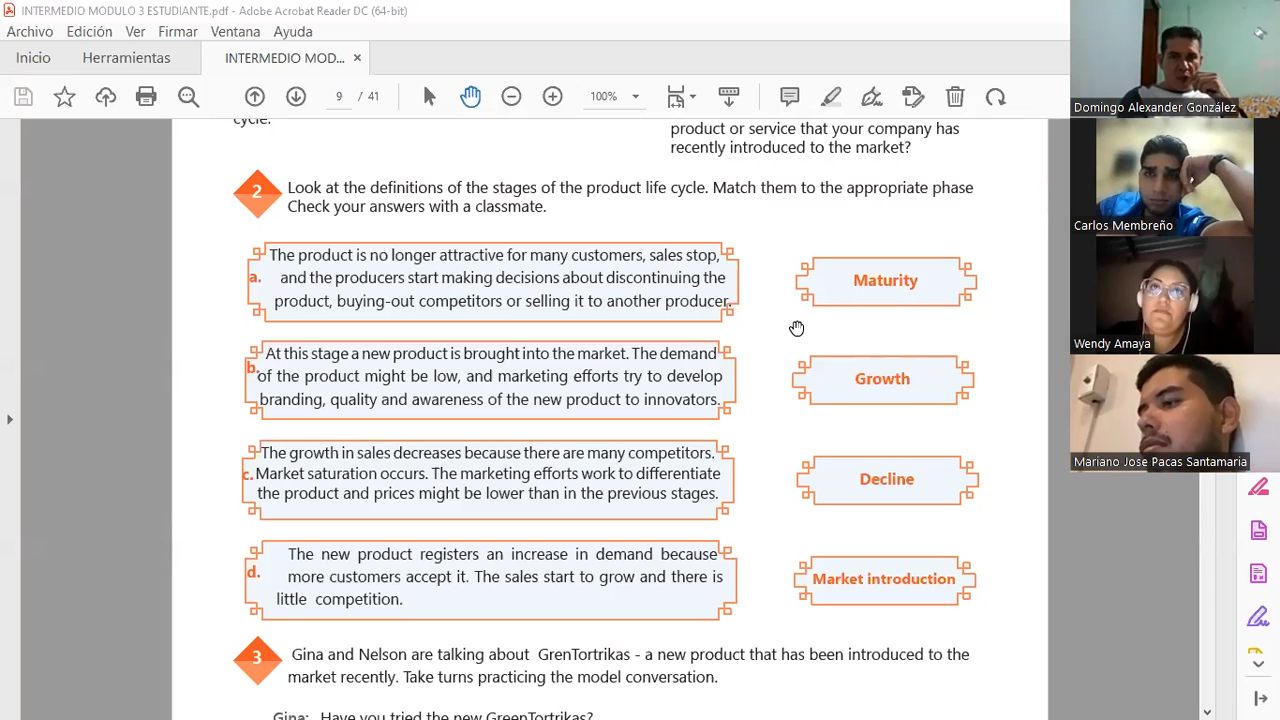 INTERMEDIO MODULO 3 ESTUDIANTE.pdf - Adobe Acrobat Reader DC (64-bit)
Archivo Edición Ver Firmar Ventana Ayuda
Inicio Herramientas INTERMEDIO MOD... ×
9 / 41 100%
cycle.
product or service that your company has
recently introduced to the market?
2 Look at the definitions of the stages of the product life cycle. Match them to the appropriate phase
Check your answers with a classmate.
a. The product is no longer attractive for many customers, sales stop,
and the producers start making decisions about discontinuing the
product, buying-out competitors or selling it to another producer.
Maturity
b. At this stage a new product is brought into the market. The demand
of the product might be low, and marketing efforts try to develop
branding, quality and awareness of the new product to innovators.
Growth
c. The growth in sales decreases because there are many competitors.
Market saturation occurs. The marketing efforts work to differentiate
the product and prices might be lower than in the previous stages.
Decline
d. The new product registers an increase in demand because
more customers accept it. The sales start to grow and there is
little competition.
Market introduction
3 Gina and Nelson are talking about GrenTortrikas - a new product that has been introduced to the
market recently. Take turns practicing the model conversation.
Gina: Have you tried the new GreenTortrikas?
Domingo Alexander González
Carlos Membreño
Wendy Amaya
Mariano Jose Pacas Santamaria